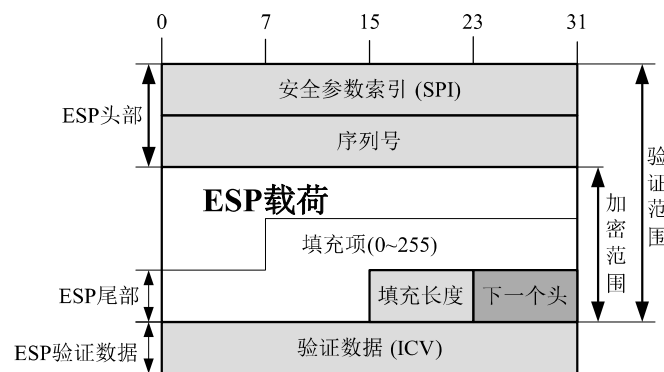 0 7 15 23 31
安全参数索引 (SPI)
ESP头部
序列号
验证范围
ESP载荷
加密范围
填充项(0~255)
ESP尾部
填充长度
下一个头
ESP验证数据
验证数据 (ICV)